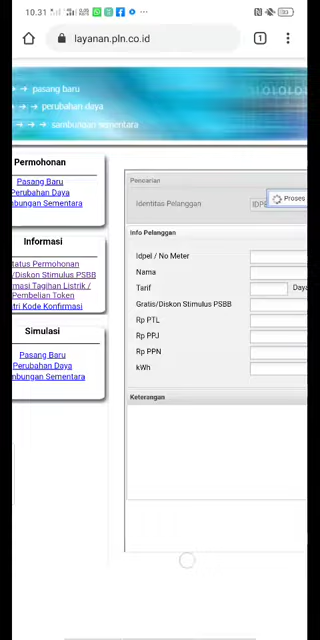 10.31
layanan.pln.co.id
1
→ → pasang baru
→ → → perubahan daya
→ → → → sambungan sementara
Permohonan
Pasang Baru
Perubahan Daya
mbungan Sementara
Informasi
tatus Permohonan
/Diskon Stimulus PSBB
rmasi Tagihan Listrik /
Pembelian Token
tri Kode Konfirmasi
Simulasi
Pasang Baru
Perubahan Daya
mbungan Sementara
Pencarian
Identitas Pelanggan
IDPE
Proses
Info Pelanggan
Idpel / No Meter
Nama
Tarif
Daya
Gratis/Diskon Stimulus PSBB
Rp PTL
Rp PPJ
Rp PPN
kWh
Keterangan